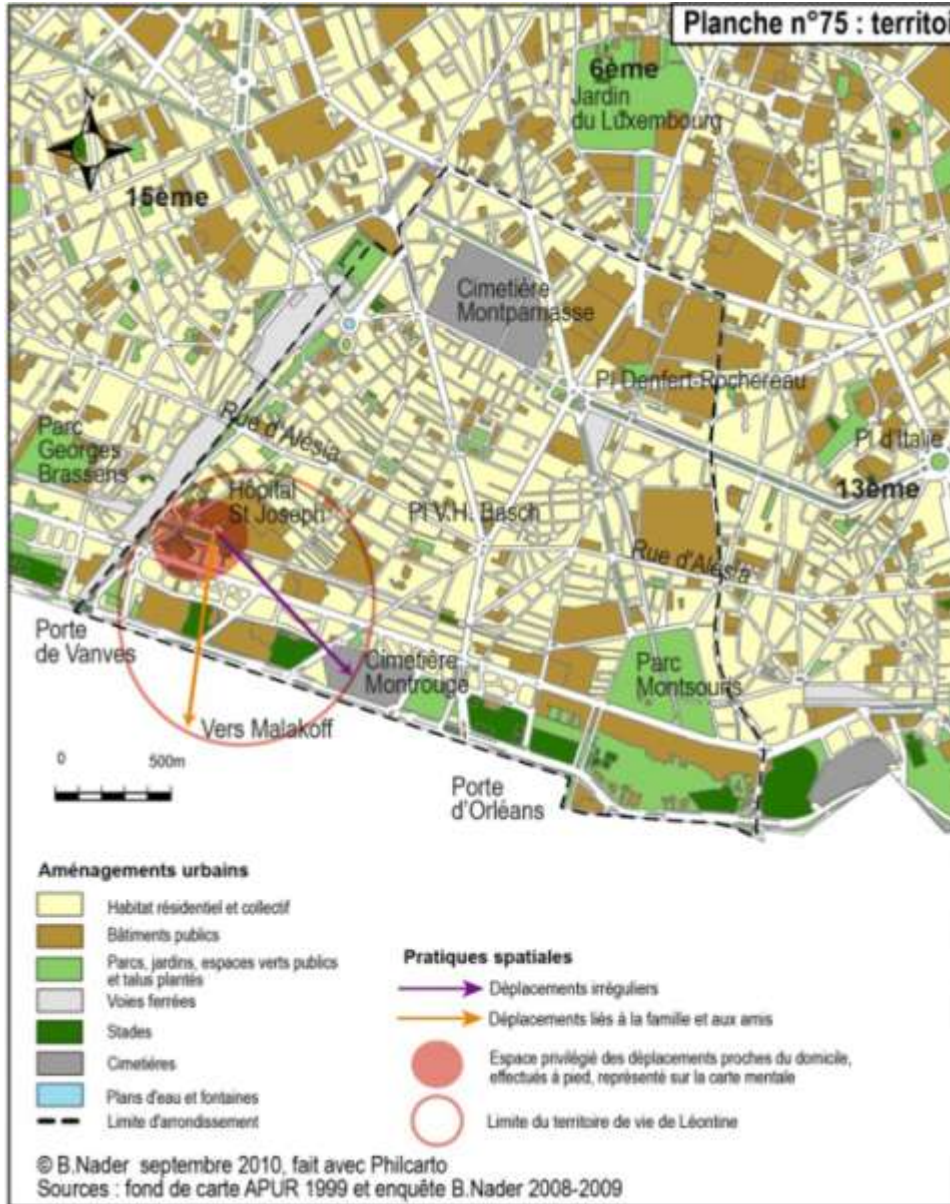 Planche n°75 : territoi
6ème
Jardin
du Luxembourg
15ème
Cimetière
Montparnasse
Pl Denfert-Rochereau
Parc
Georges
Brassens
Rue d'Alésia
Pl d'Italie
13ème
Hôpital
St Joseph
Pl V.H. Basch
Rue d'Alésia
Porte
de Vanves
Cimetière
Montrouge
Parc
Montsouris
Vers Malakoff
0 500m
Porte
d'Orléans
Aménagements urbains
Habitat résidentiel et collectif
Bâtiments publics
Parcs, jardins, espaces verts publics
et talus plantés
Voies ferrées
Stades
Cimetières
Plans d'eau et fontaines
Limite d'arrondissement
Pratiques spatiales
Déplacements irréguliers
Déplacements liés à la famille et aux amis
Espace privilégié des déplacements proches du domicile,
effectués à pied, représenté sur la carte mentale
Limite du territoire de vie de Léontine
© B.Nader septembre 2010, fait avec Philcarto
Sources : fond de carte APUR 1999 et enquête B.Nader 2008-2009